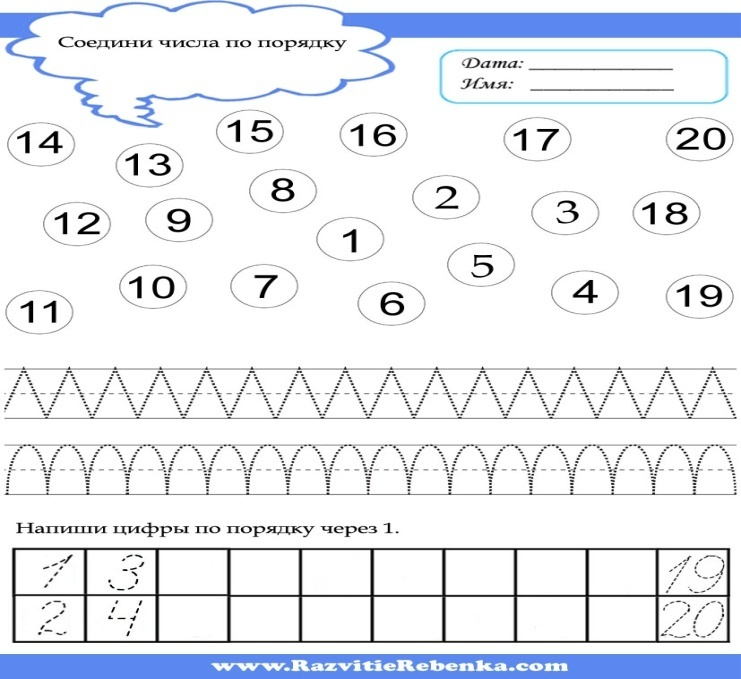 Соедини числа по порядку
Дата: _______________
Имя: _______________
14 13 15 16 17 20
12 9 8 1 2 3 18
11 10 7 6 5 4 19
Напиши цифры по порядку через 1.
1 3 19
2 4 20
www.RazvitieRebenka.com